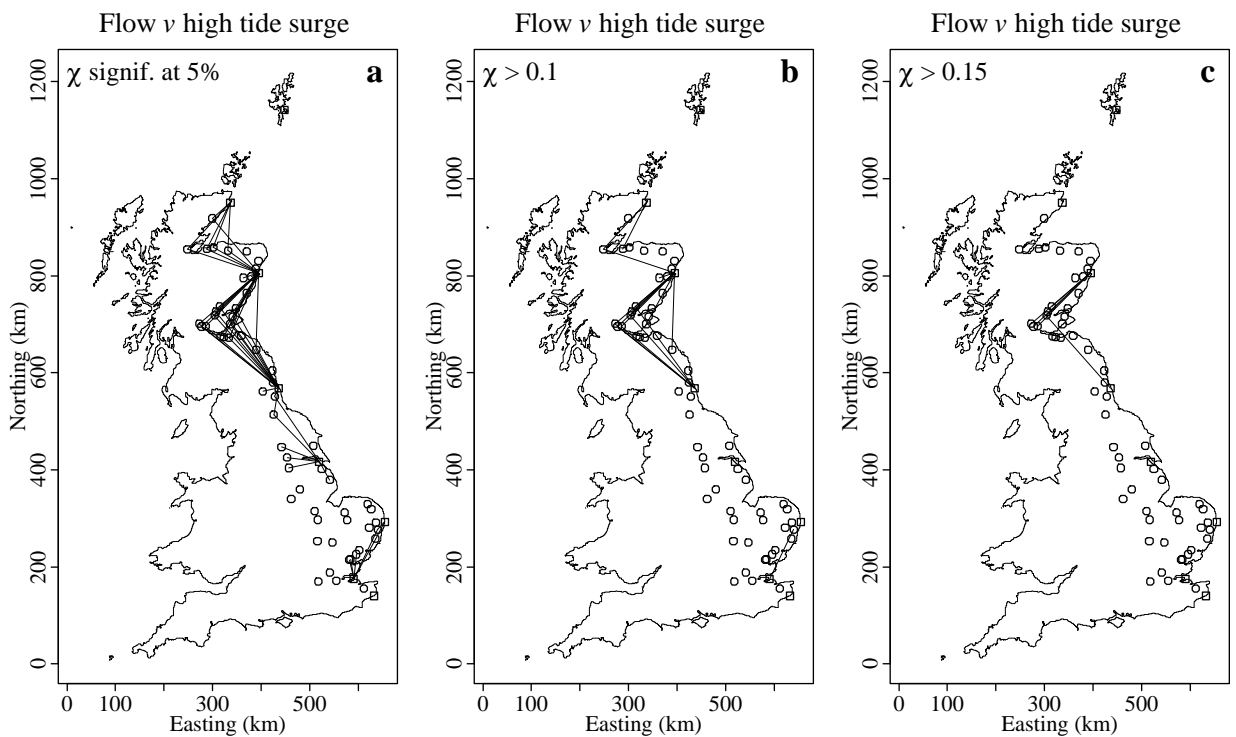 Flow v high tide surge
χ signif. at 5%
a
1200
1000
800
600
400
200
0
Northing (km)
0 100 300 500
Easting (km)
Flow v high tide surge
χ > 0.1
b
1200
1000
800
600
400
200
0
Northing (km)
0 100 300 500
Easting (km)
Flow v high tide surge
χ > 0.15
c
1200
1000
800
600
400
200
0
Northing (km)
0 100 300 500
Easting (km)